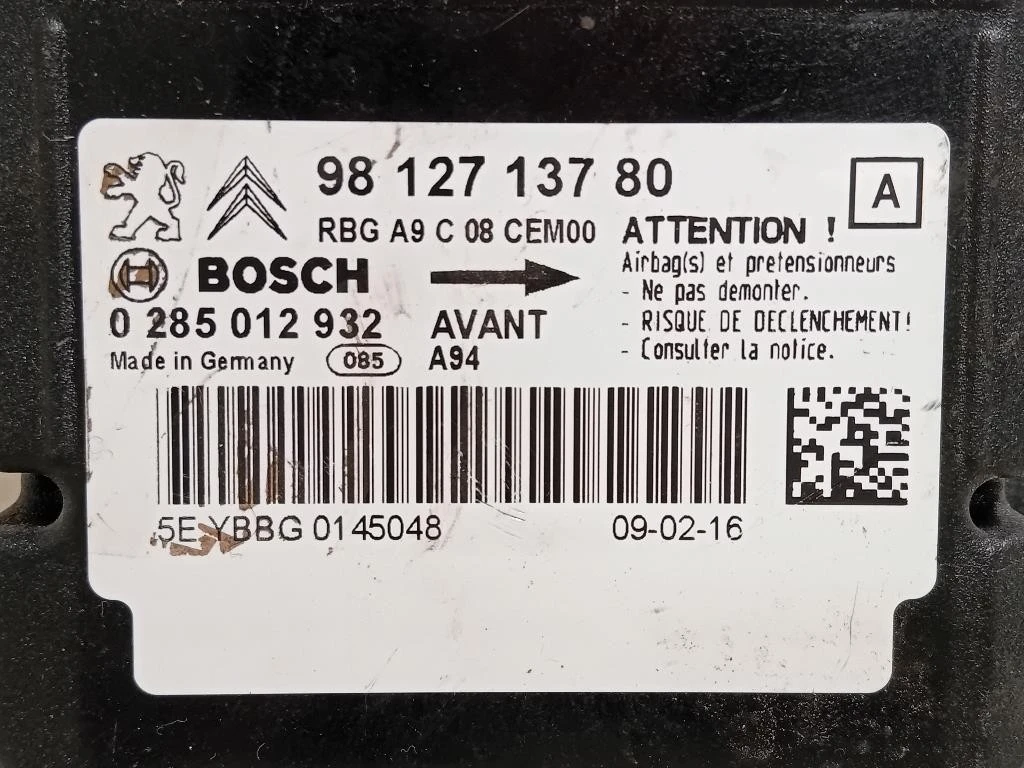 98 127 137 80
A
RBG A9 C 08 CEM00
ATTENTION !
BOSCH
Airbag(s) et pretensionneurs
- Ne pas demonter.
0 285 012 932
AVANT
- RISQUE DE DECLENCHEMENT!
Made in Germany
085
A94
- Consulter la notice.
5E YBBG 0145048
09-02-16